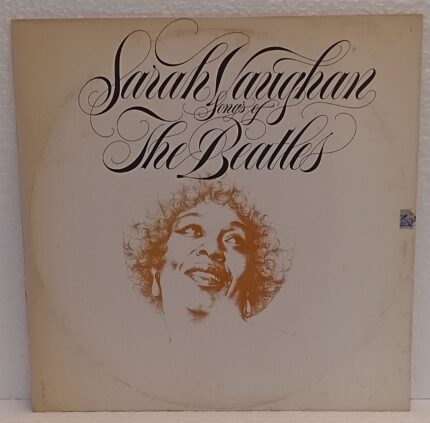 Sarah Vaughan
Songs of
The Beatles